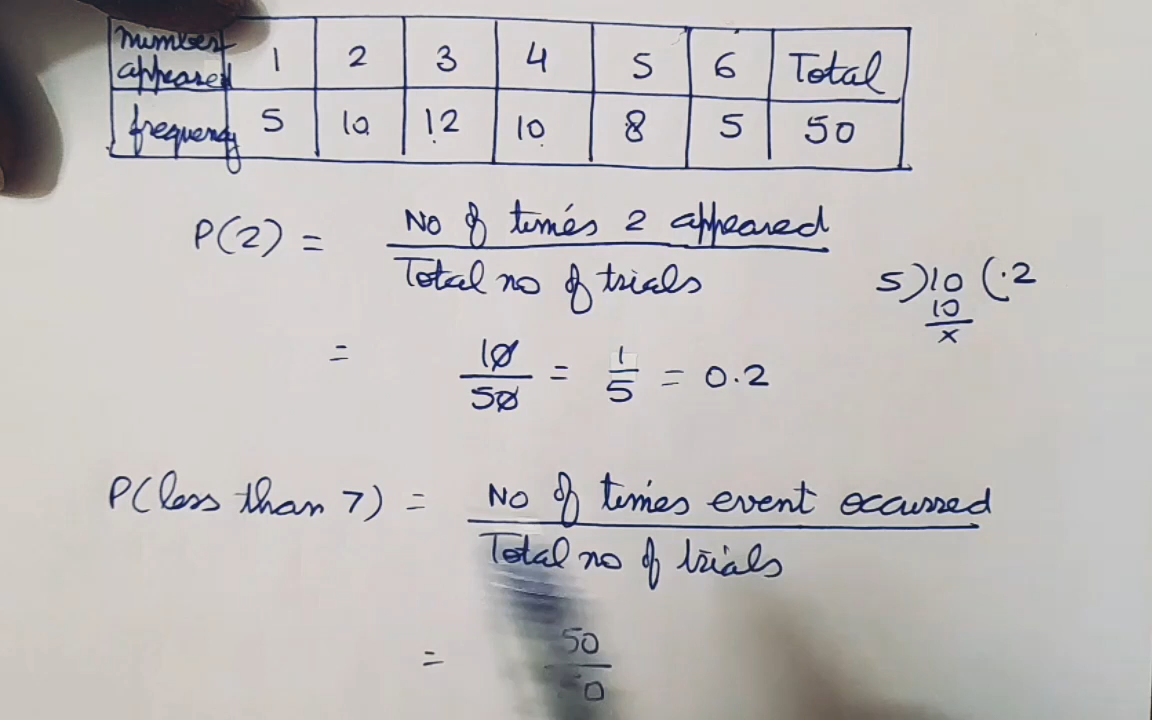 number appeared 1 2 3 4 5 6 Total
frequency 5 10 12 10 8 5 50
P(2) = No of times 2 appeared
Total no of trials
5)10(.2
10
x
= 10/50 = 1/5 = 0.2
P(less than 7) = No of times event occurred
Total no of trials
= 50
0